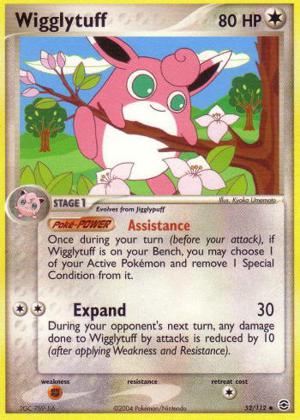 Wigglytuff 80 HP
Illus. Kyoko Umemoto
STAGE 1
Evolves from Jigglypuff
Poké-POWER Assistance
Once during your turn (before your attack), if
Wigglytuff is on your Bench, you may choose 1
of your Active Pokémon and remove 1 Special
Condition from it.
Expand 30
During your opponent's next turn, any damage
done to Wigglytuff by attacks is reduced by 10
(after applying Weakness and Resistance).
weakness resistance retreat cost
©2004 Pokémon/Nintendo 52/112